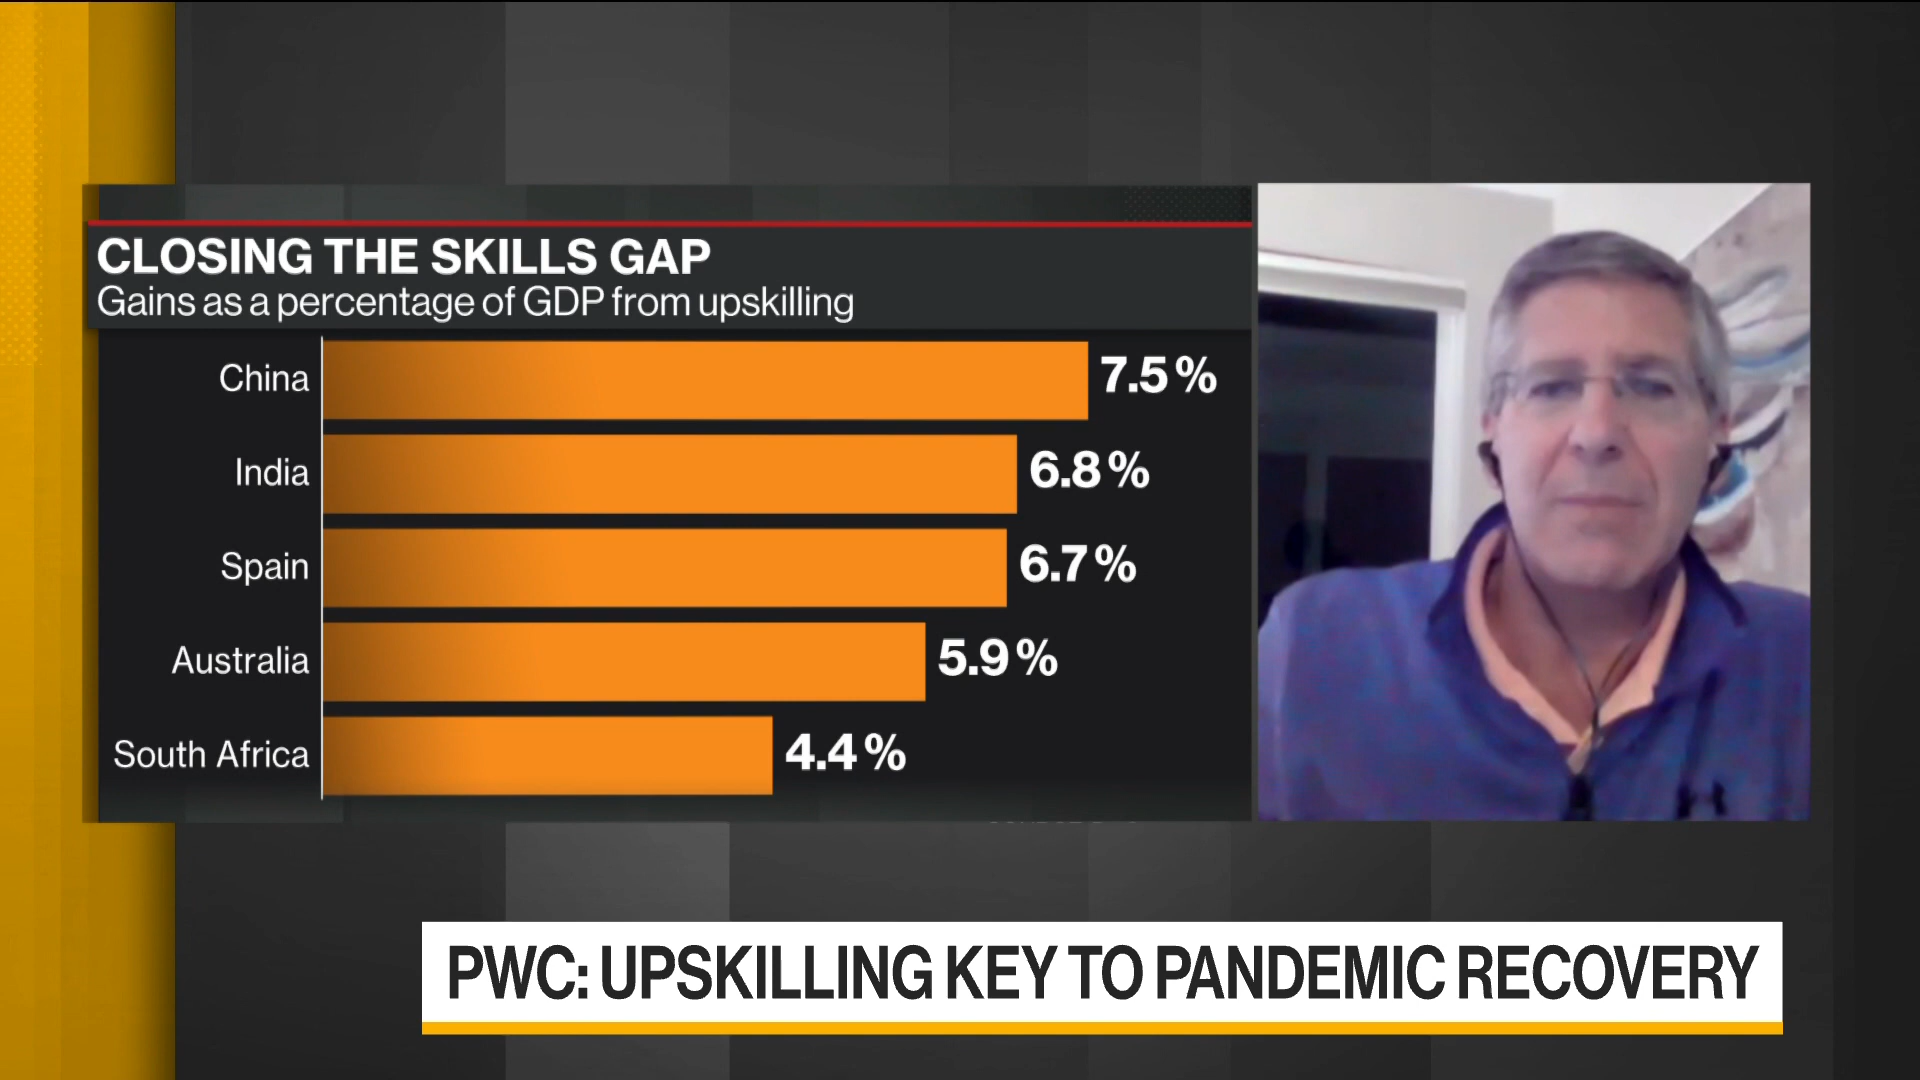 CLOSING THE SKILLS GAP
Gains as a percentage of GDP from upskilling
China 7.5%
India 6.8%
Spain 6.7%
Australia 5.9%
South Africa 4.4%
PWC: UPSKILLING KEY TO PANDEMIC RECOVERY